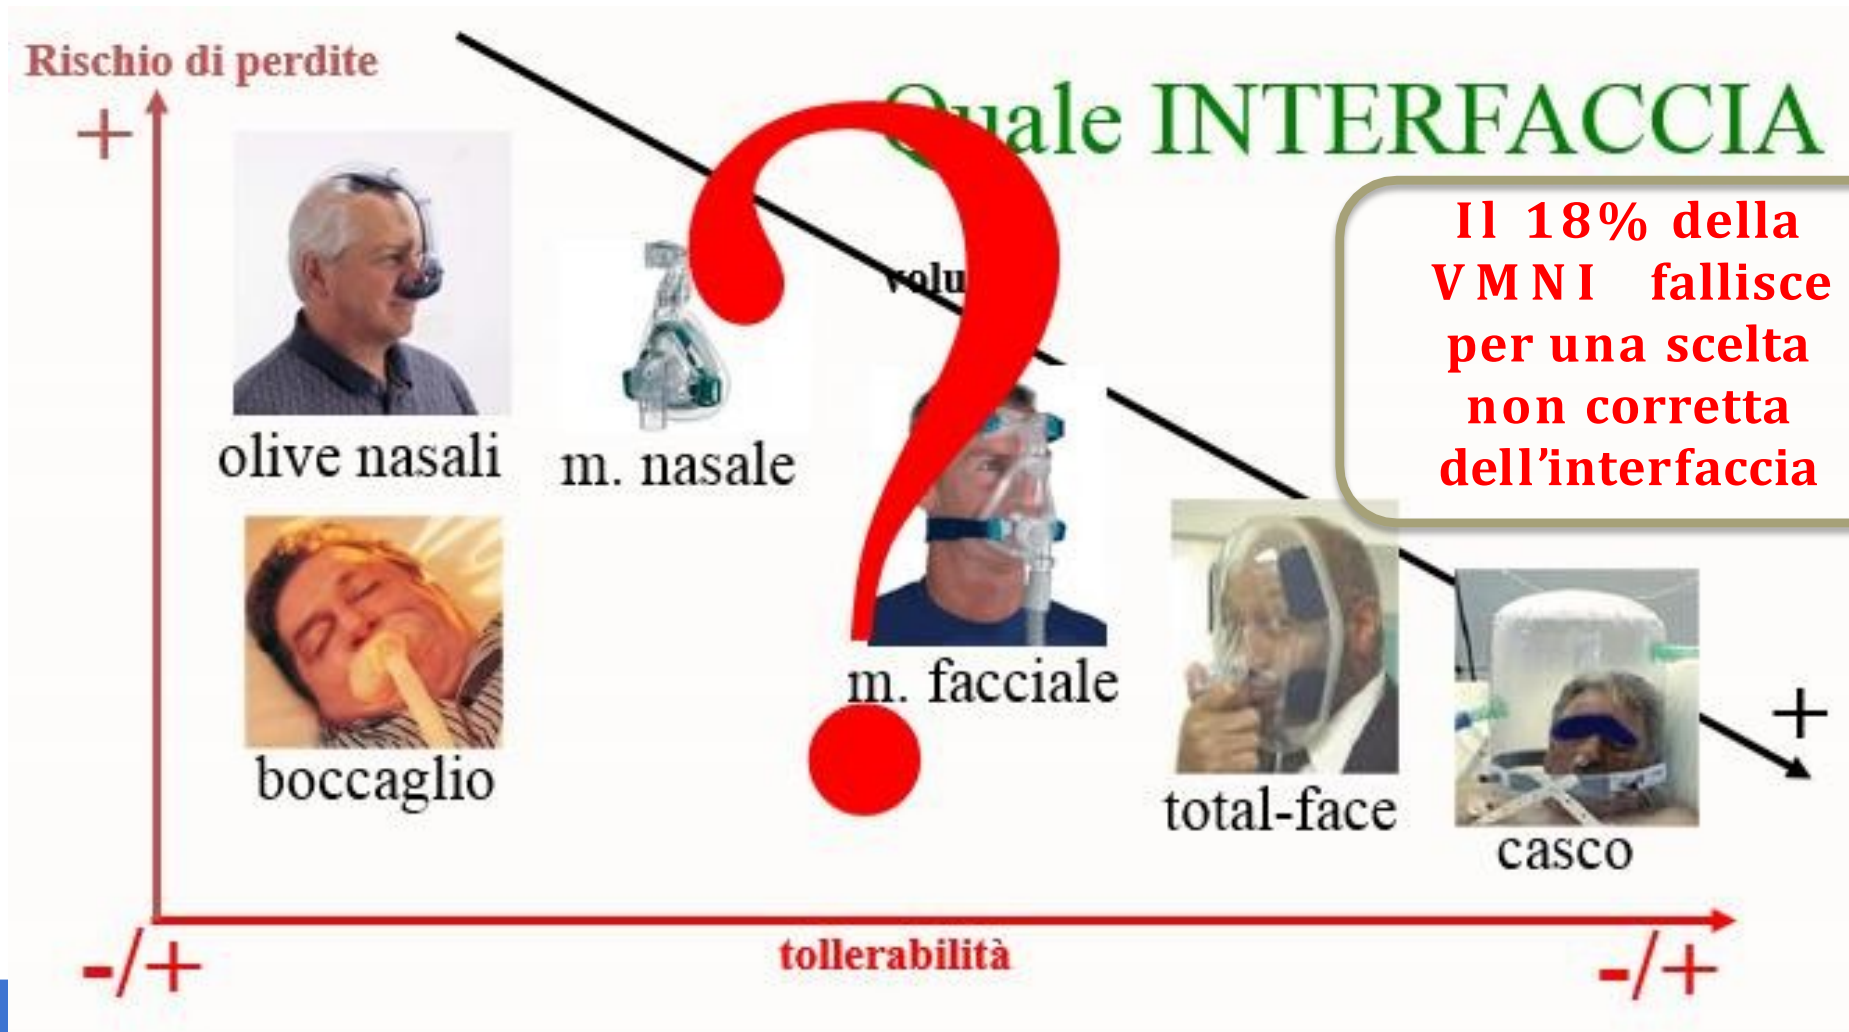 Rischio di perdite
+
Quale INTERFACCIA
Il 18% della
VMNI fallisce
per una scelta
non corretta
dell’interfaccia
volu
olive nasali
m. nasale
m. facciale
boccaglio
total-face
casco
+
-/+
tollerabilità
-/+